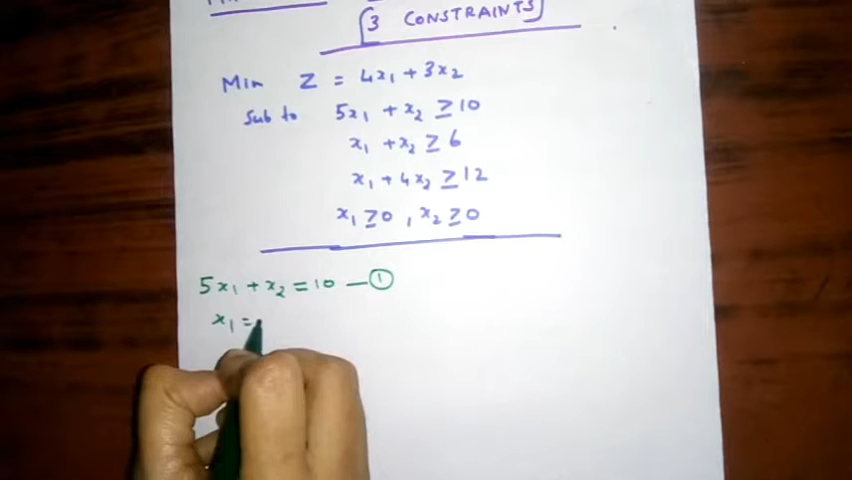 (3 CONSTRAINTS)
Min Z = 4x₁ + 3x₂
Sub to 5x₁ + x₂ ≥ 10
x₁ + x₂ ≥ 6
x₁ + 4x₂ ≥ 12
x₁ ≥ 0, x₂ ≥ 0
5x₁ + x₂ = 10 — ①
x₁ =